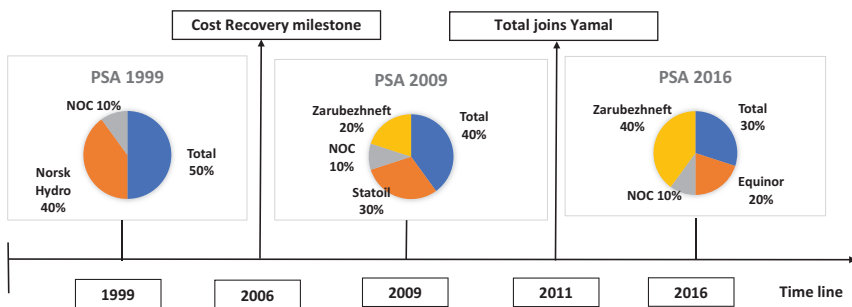 Cost Recovery milestone
Total joins Yamal
PSA 1999
NOC 10%
Total
50%
Norsk
Hydro
40%
PSA 2009
Zarubezhneft
20%
Total
40%
NOC
10%
Statoil
30%
PSA 2016
Zarubezhneft
40%
Total
30%
NOC 10%
Equinor
20%
1999
2006
2009
2011
2016
Time line